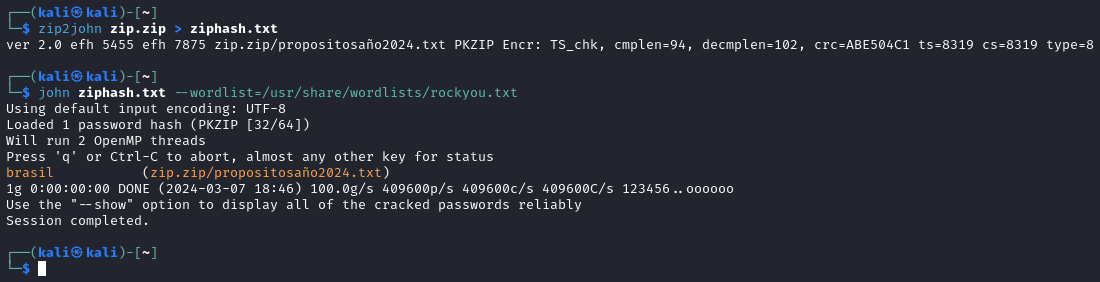 ┌──(kali㉿kali)-[~]
└─$ zip2john zip.zip > ziphash.txt
ver 2.0 efh 5455 efh 7875 zip.zip/propositosaño2024.txt PKZIP Encr: TS_chk, cmplen=94, decmplen=102, crc=ABE504C1 ts=8319 cs=8319 type=8
┌──(kali㉿kali)-[~]
└─$ john ziphash.txt --wordlist=/usr/share/wordlists/rockyou.txt
Using default input encoding: UTF-8
Loaded 1 password hash (PKZIP [32/64])
Will run 2 OpenMP threads
Press 'q' or Ctrl-C to abort, almost any other key for status
brasil           (zip.zip/propositosaño2024.txt)
1g 0:00:00:00 DONE (2024-03-07 18:46) 100.0g/s 409600p/s 409600c/s 409600C/s 123456..oooooo
Use the "--show" option to display all of the cracked passwords reliably
Session completed.
┌──(kali㉿kali)-[~]
└─$